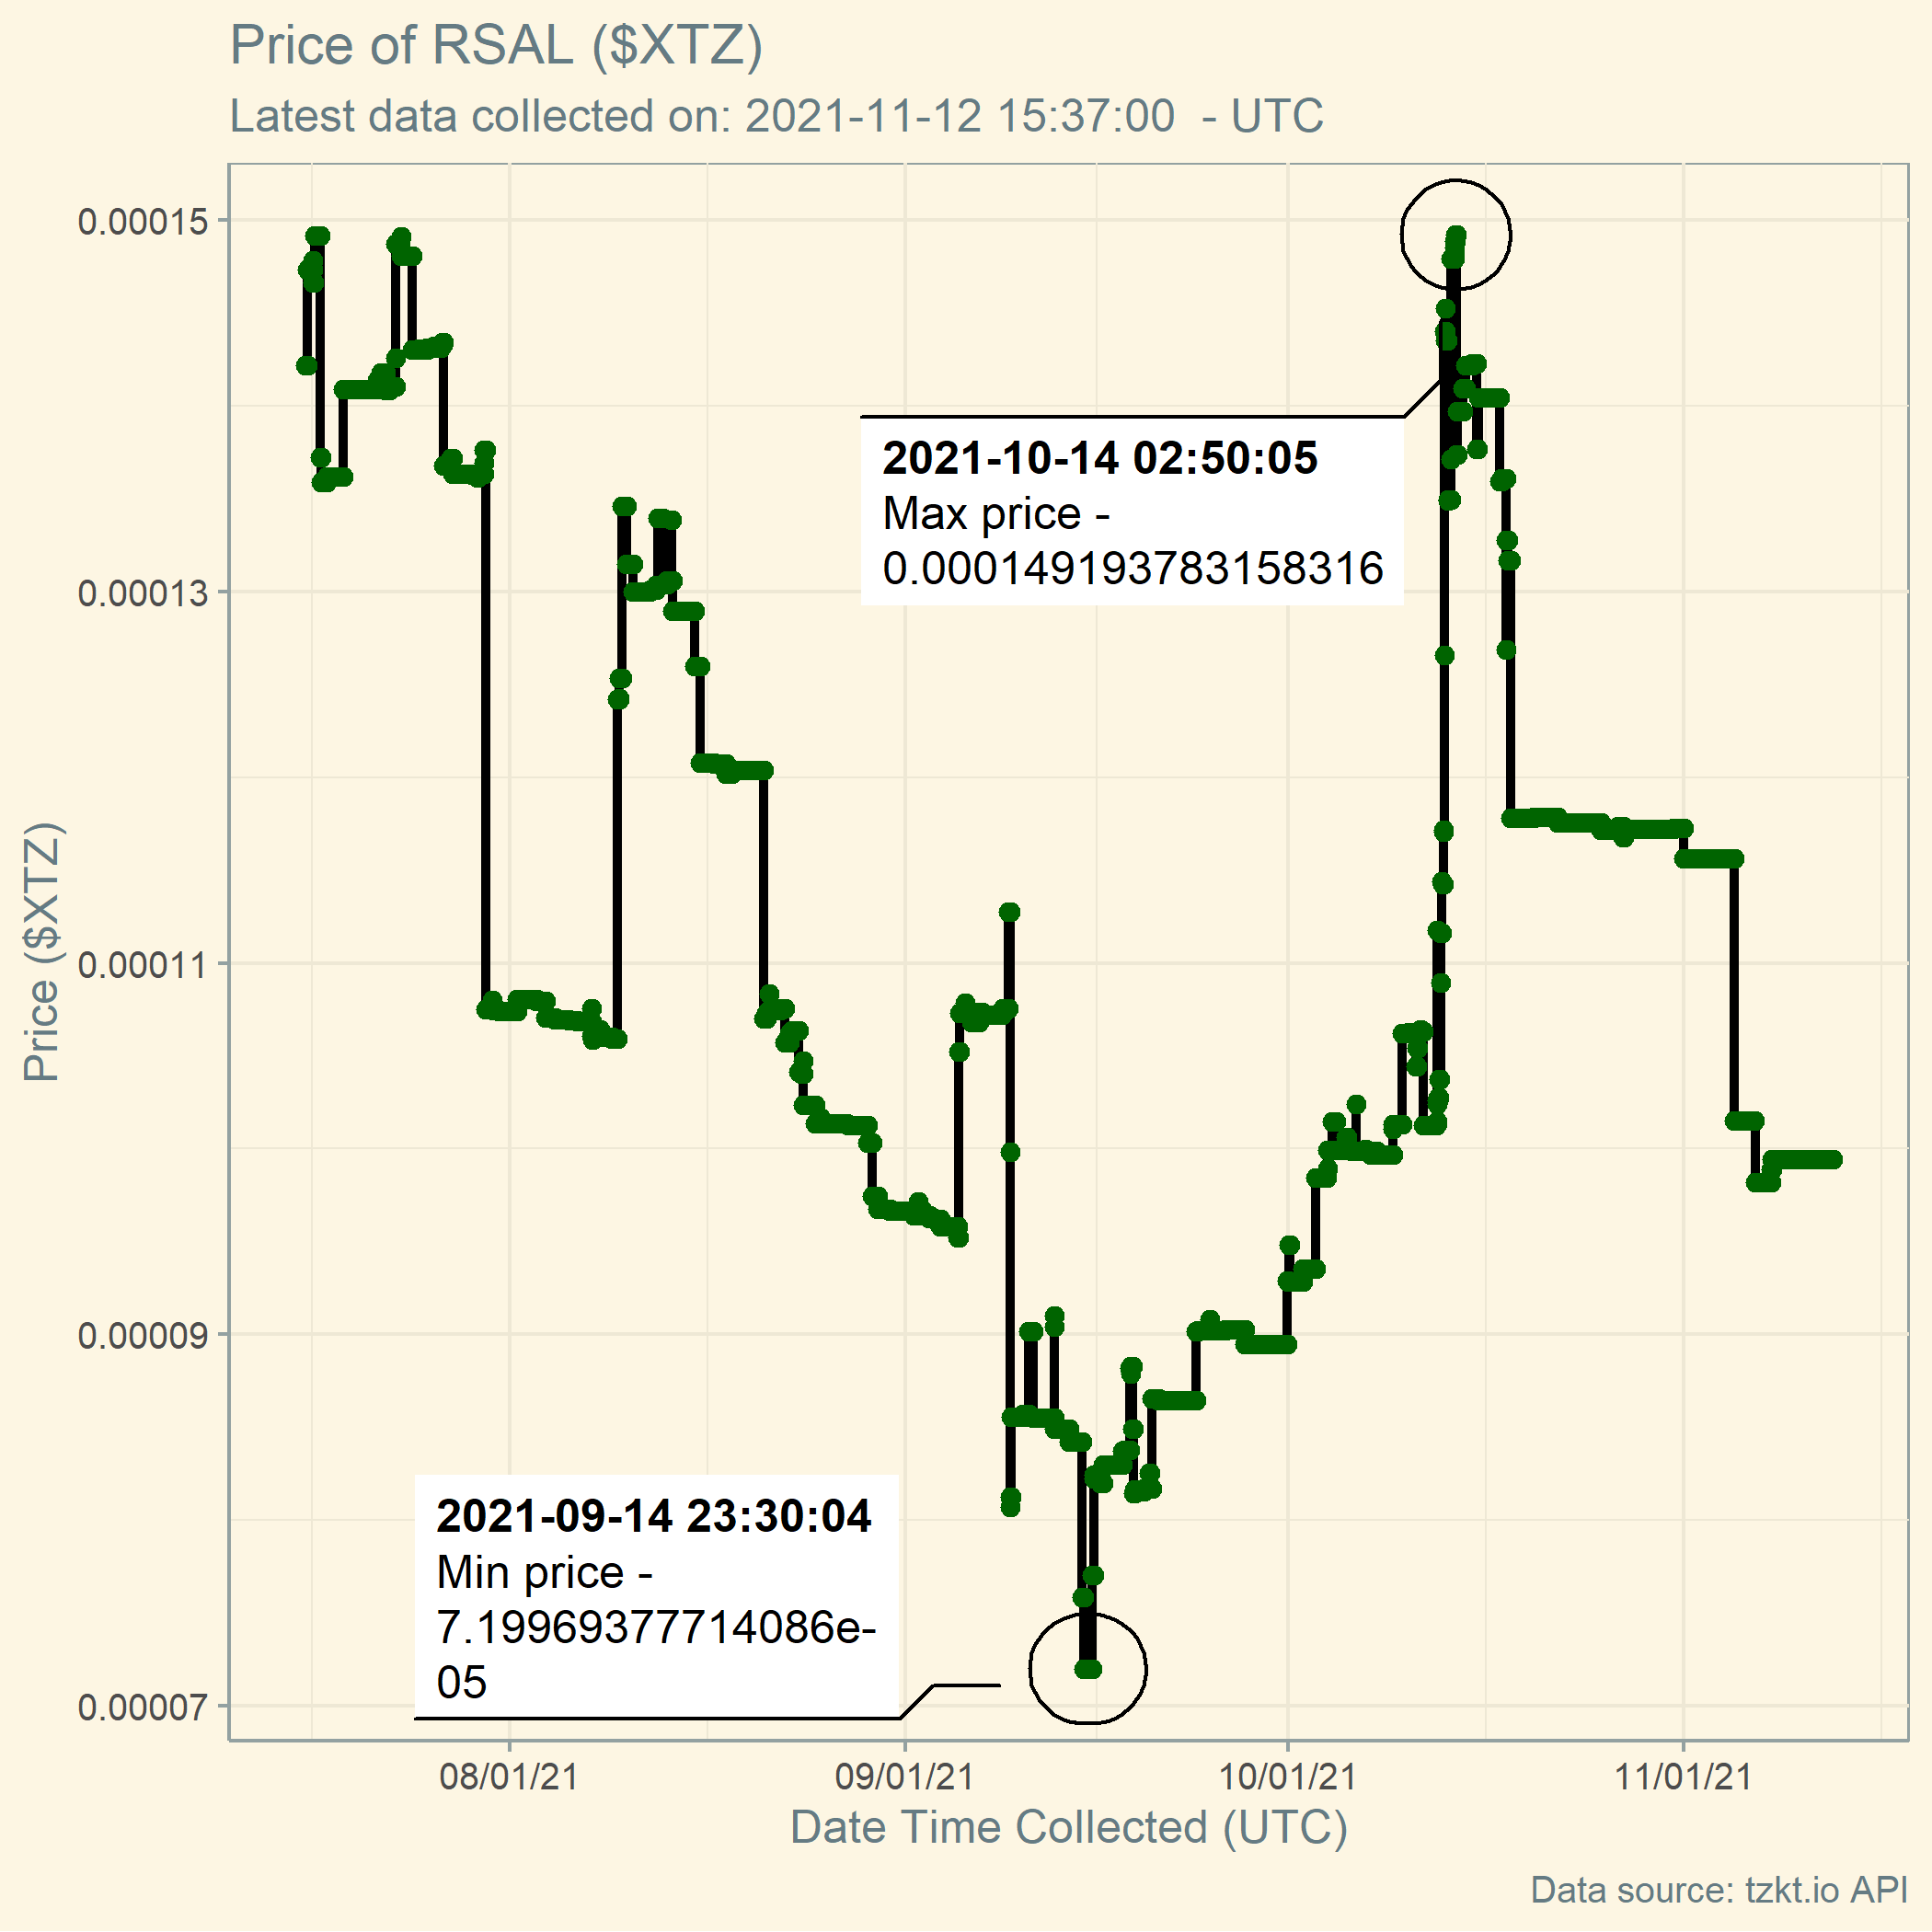 Price of RSAL ($XTZ)
Latest data collected on: 2021-11-12 15:37:00  - UTC
0.00015
0.00013
0.00011
0.00009
0.00007
Price ($XTZ)
2021-10-14 02:50:05
Max price -
0.000149193783158316
2021-09-14 23:30:04
Min price -
7.19969377714086e-
05
08/01/21
09/01/21
10/01/21
11/01/21
Date Time Collected (UTC)
Data source: tzkt.io API